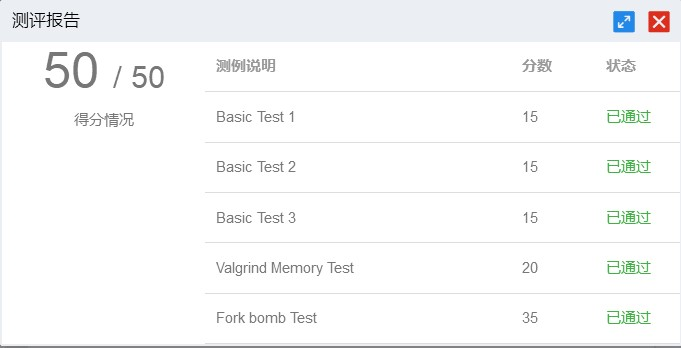 测评报告
50 / 50
得分情况
测例说明 分数 状态
Basic Test 1 15 已通过
Basic Test 2 15 已通过
Basic Test 3 15 已通过
Valgrind Memory Test 20 已通过
Fork bomb Test 35 已通过